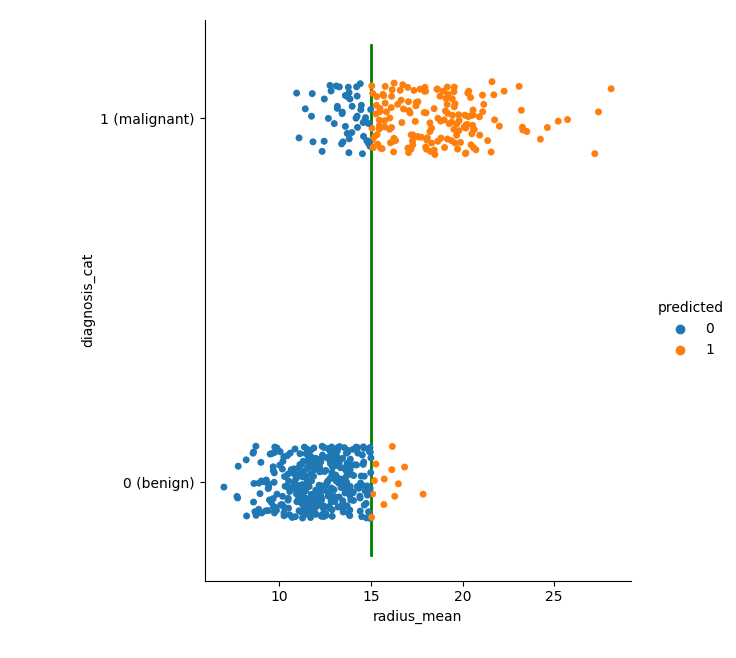 1 (malignant)
diagnosis_cat
0 (benign)
10 15 20 25
radius_mean
predicted
0
1